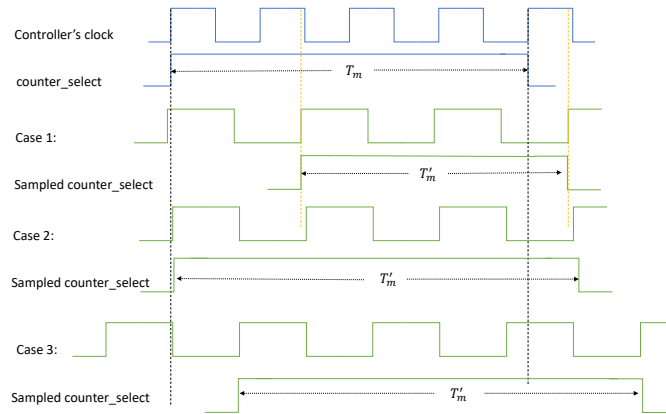 Controller's clock
counter_select
T_m
Case 1:
Sampled counter_select
T'_m
Case 2:
Sampled counter_select
T'_m
Case 3:
Sampled counter_select
T'_m